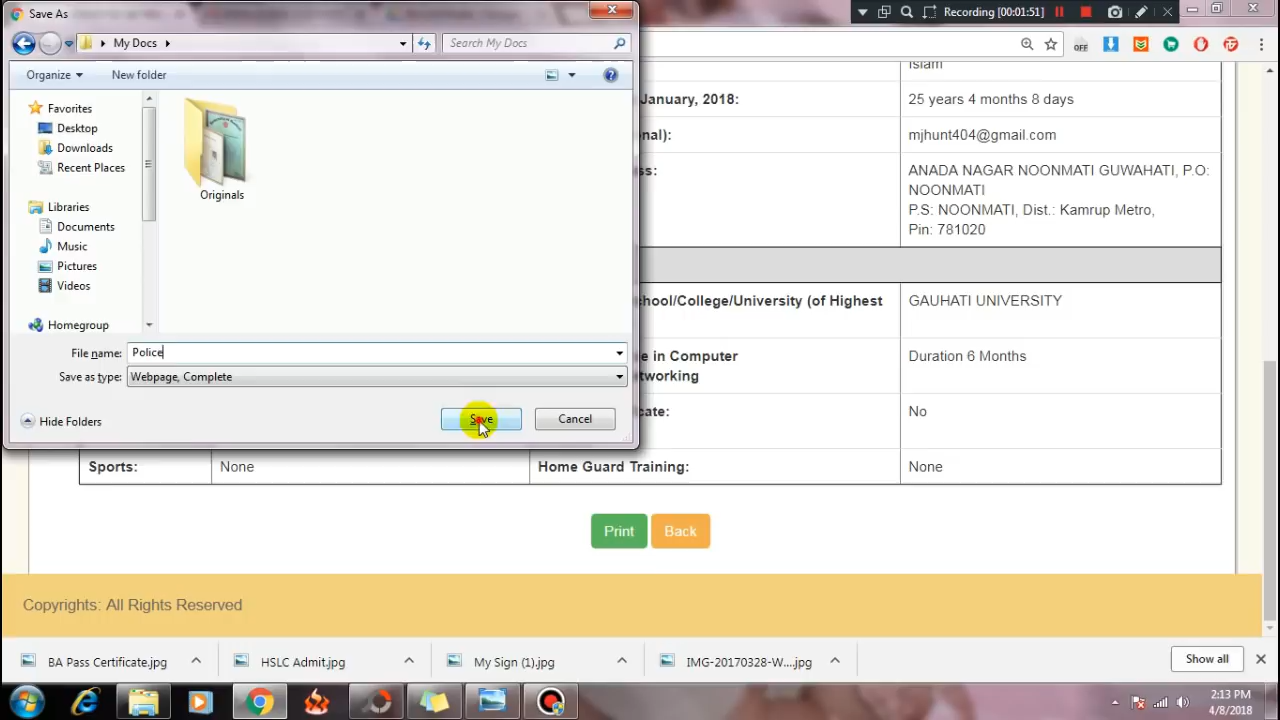 Save As
Recording [00:01:51]
My Docs
Search My Docs
Organize
New folder
Favorites
Desktop
Downloads
Recent Places
Libraries
Documents
Music
Pictures
Videos
Homegroup
Originals
File name: Police
Save as type: Webpage, Complete
Hide Folders
Save
Cancel
OFF
Islam
January, 2018: 25 years 4 months 8 days
nal): mjhunt404@gmail.com
ss: ANADA NAGAR NOONMATI GUWAHATI, P.O:
NOONMATI
P.S: NOONMATI, Dist.: Kamrup Metro,
Pin: 781020
hool/College/University (of Highest GAUHATI UNIVERSITY
e in Computer Duration 6 Months
tworking
cate: No
Sports: None Home Guard Training: None
Print Back
Copyrights: All Rights Reserved
BA Pass Certificate.jpg HSLC Admit.jpg My Sign (1).jpg IMG-20170328-W....jpg Show all
2:13 PM
4/8/2018